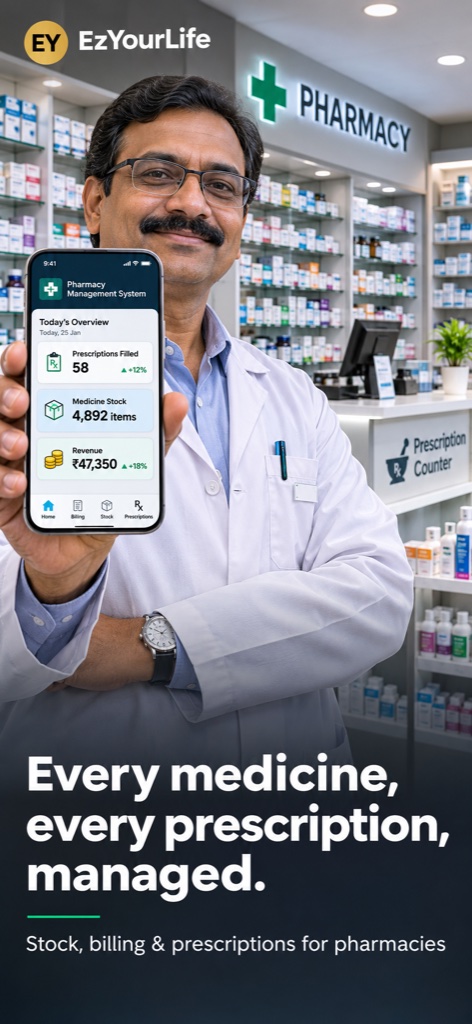 EY EzYourLife
PHARMACY
9:41
Pharmacy
Management System
Today's Overview
Today, 25 Jan
Prescriptions Filled
58 ▲ +12%
Medicine Stock
4,892 items
Revenue
₹47,350 ▲ +18%
Home Billing Stock Prescriptions
Rx
Prescription
Counter
Every medicine,
every prescription,
managed.
Stock, billing & prescriptions for pharmacies